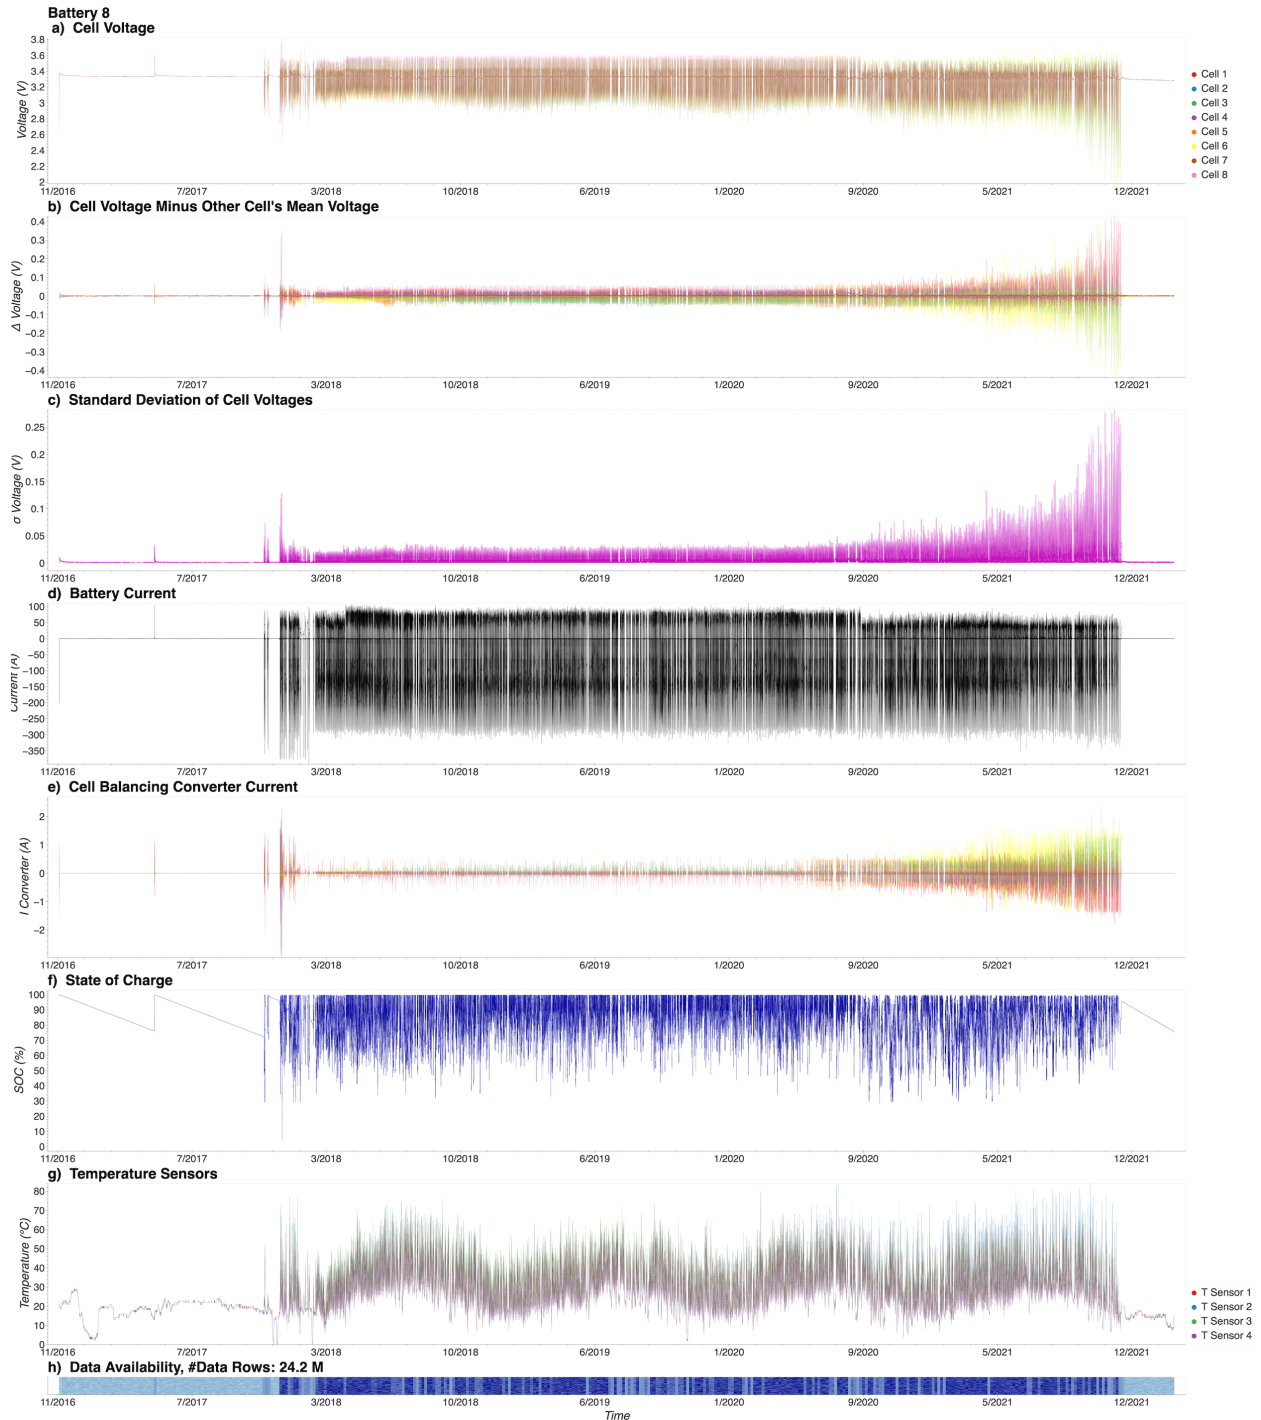 Battery 8
a) Cell Voltage
3.8
3.6
3.4
3.2
3
2.8
2.6
2.4
2.2
2
Voltage (V)
11/2016 7/2017 3/2018 10/2018 6/2019 1/2020 9/2020 5/2021 12/2021
Cell 1
Cell 2
Cell 3
Cell 4
Cell 5
Cell 6
Cell 7
Cell 8
b) Cell Voltage Minus Other Cell's Mean Voltage
0.4
0.3
0.2
0.1
0
−0.1
−0.2
−0.3
−0.4
Δ Voltage (V)
11/2016 7/2017 3/2018 10/2018 6/2019 1/2020 9/2020 5/2021 12/2021
c) Standard Deviation of Cell Voltages
0.25
0.2
0.15
0.1
0.05
0
σ Voltage (V)
11/2016 7/2017 3/2018 10/2018 6/2019 1/2020 9/2020 5/2021 12/2021
d) Battery Current
100
50
0
−50
−100
−150
−200
−250
−300
−350
Current (A)
11/2016 7/2017 3/2018 10/2018 6/2019 1/2020 9/2020 5/2021 12/2021
e) Cell Balancing Converter Current
2
1
0
−1
−2
I Converter (A)
11/2016 7/2017 3/2018 10/2018 6/2019 1/2020 9/2020 5/2021 12/2021
f) State of Charge
100
90
80
70
60
50
40
30
20
10
0
SOC (%)
11/2016 7/2017 3/2018 10/2018 6/2019 1/2020 9/2020 5/2021 12/2021
g) Temperature Sensors
80
70
60
50
40
30
20
10
0
Temperature (°C)
11/2016 7/2017 3/2018 10/2018 6/2019 1/2020 9/2020 5/2021 12/2021
T Sensor 1
T Sensor 2
T Sensor 3
T Sensor 4
h) Data Availability, #Data Rows: 24.2 M
11/2016 7/2017 3/2018 10/2018 6/2019 1/2020 9/2020 5/2021 12/2021
Time